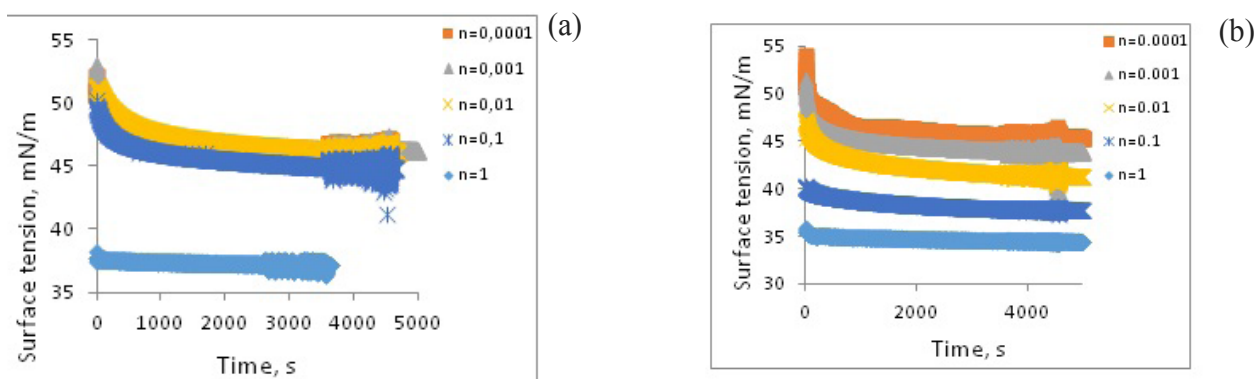 (a)
Surface tension, mN/m
55
50
45
40
35
0 1000 2000 3000 4000 5000
Time, s
n=0,0001
n=0,001
n=0,01
n=0,1
n=1
(b)
Surface tension, mN/m
55
50
45
40
35
30
0 2000 4000
Time, s
n=0.0001
n=0.001
n=0.01
n=0.1
n=1